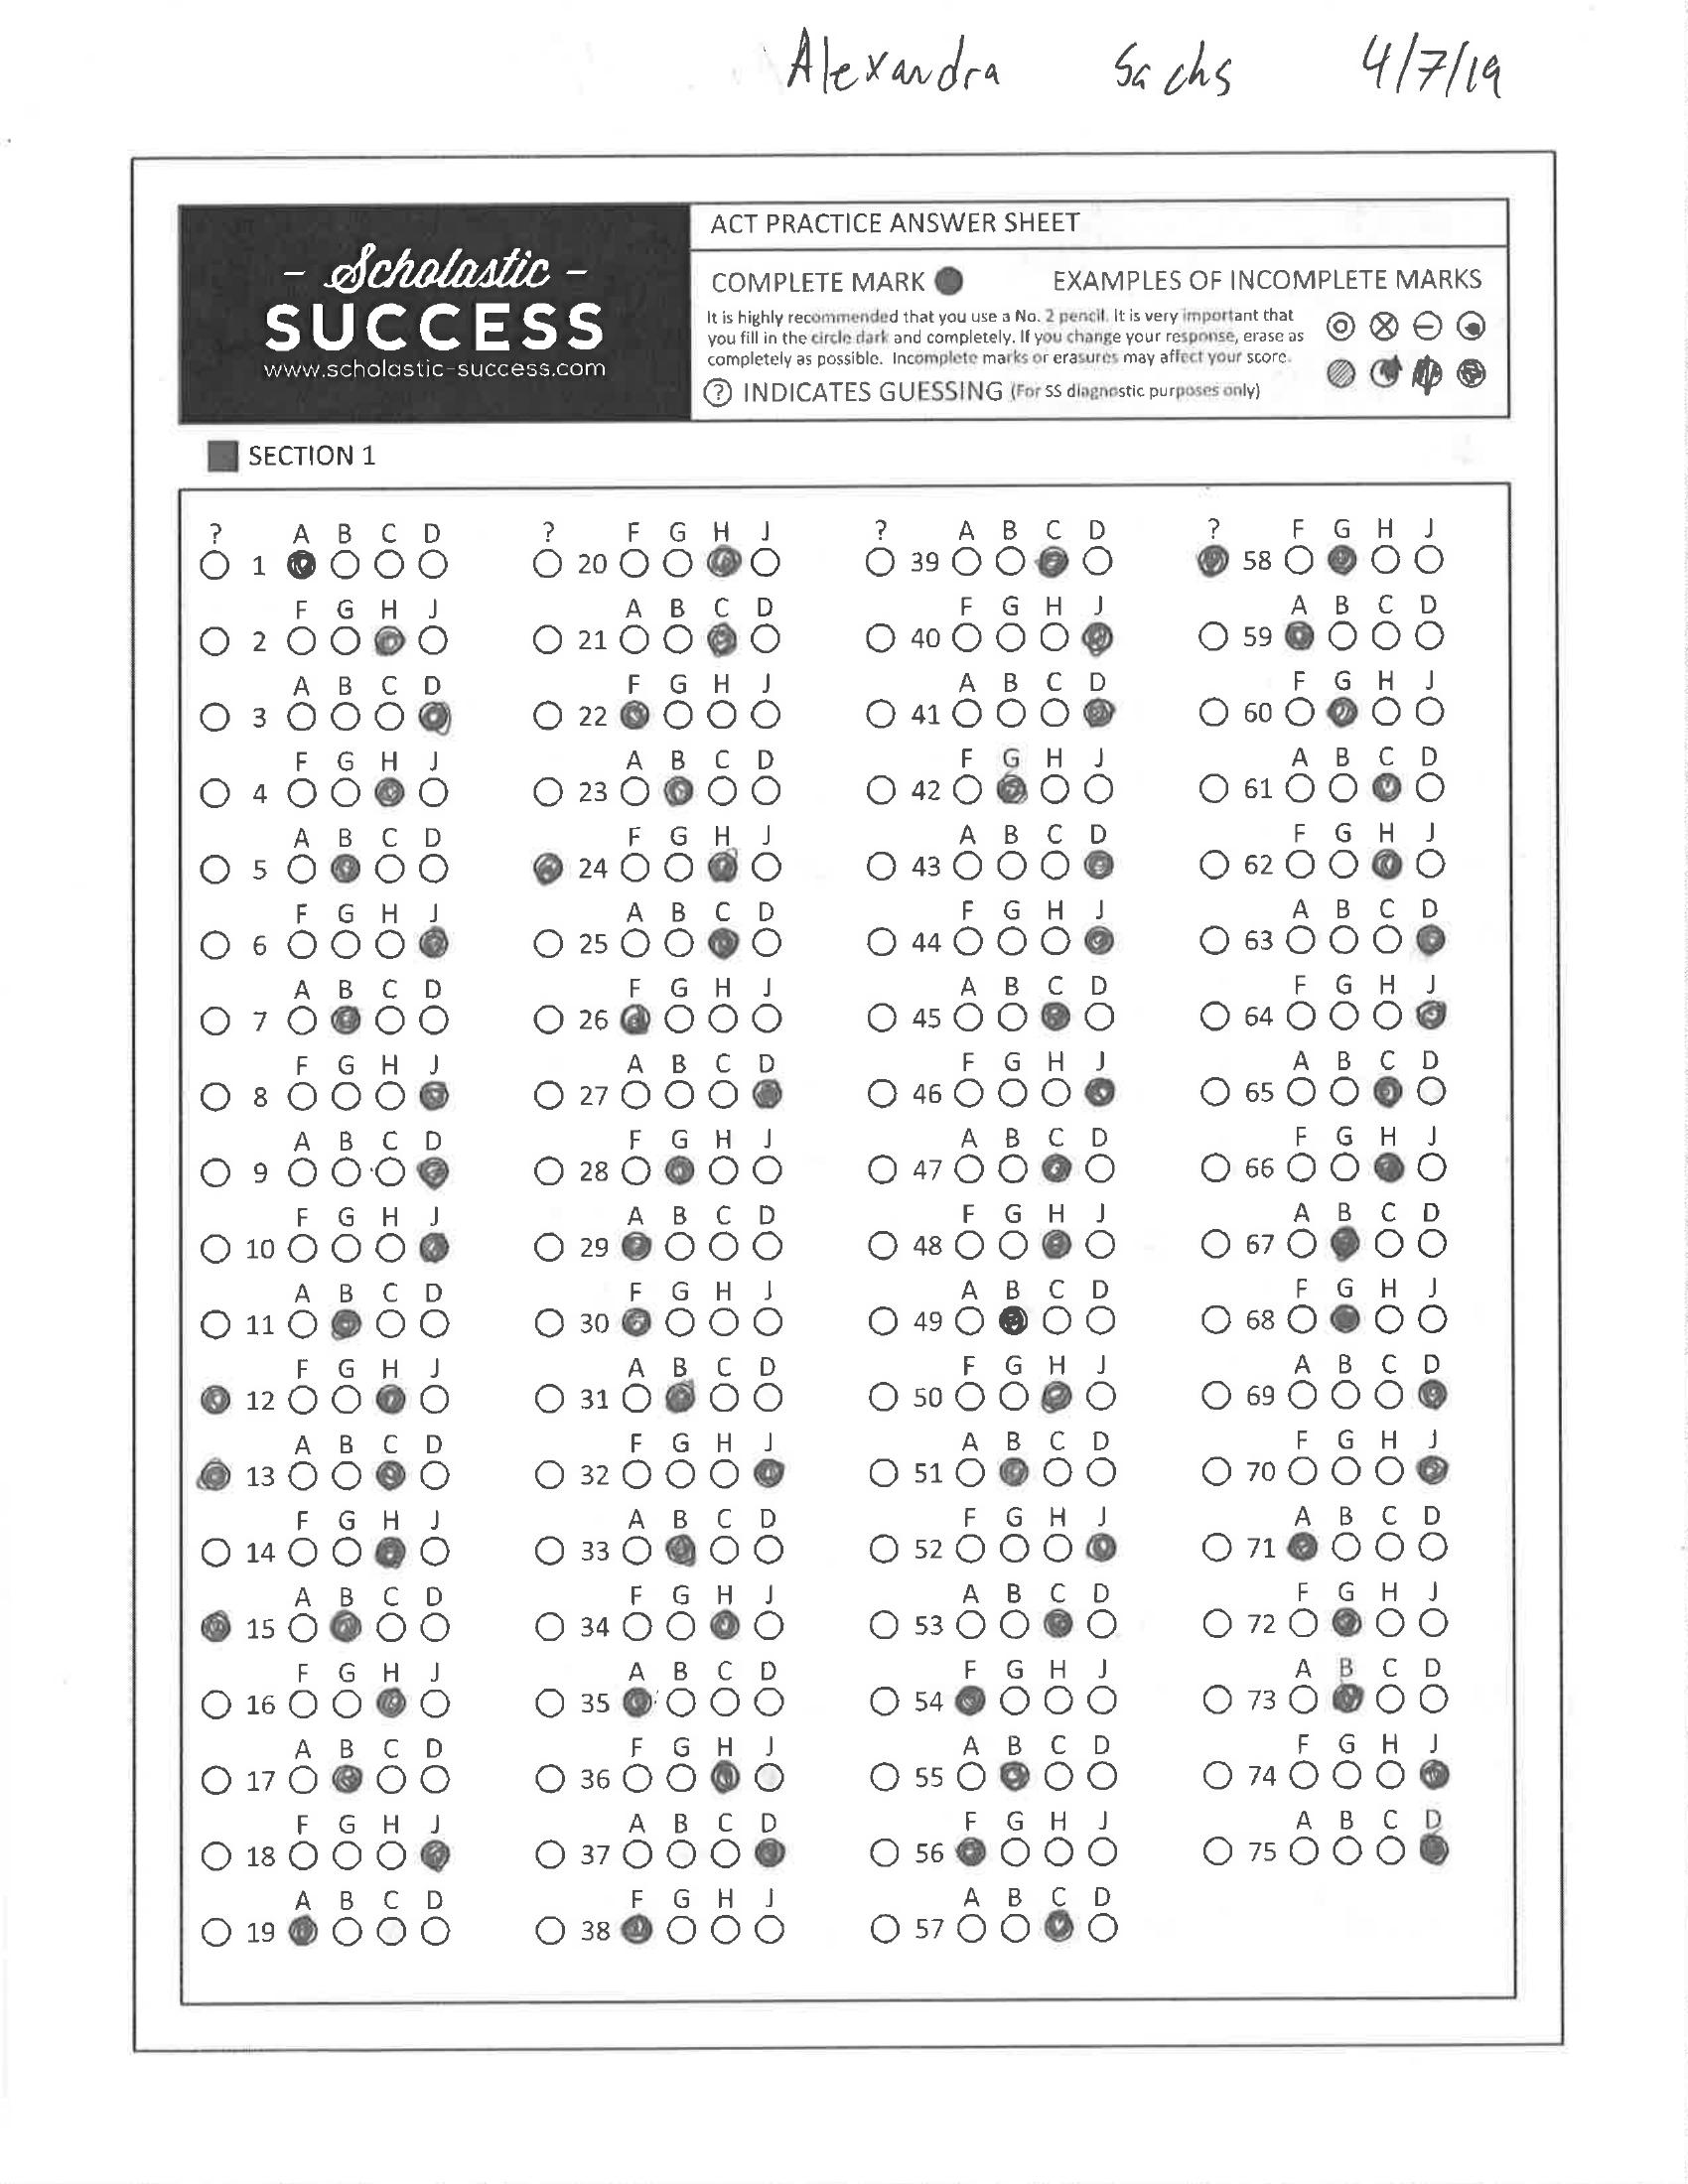 Alexandra Sachs 4/7/19
- Scholastic -
SUCCESS
www.scholastic-success.com
ACT PRACTICE ANSWER SHEET
COMPLETE MARK EXAMPLES OF INCOMPLETE MARKS
It is highly recommended that you use a No. 2 pencil. It is very important that
you fill in the circle dark and completely. If you change your response, erase as
completely as possible. Incomplete marks or erasures may affect your score.
? INDICATES GUESSING (For SS diagnostic purposes only)
SECTION 1
? A B C D ? F G H J ? A B C D ? F G H J
1 20 39 58
F G H J A B C D F G H J A B C D
2 21 40 59
A B C D F G H J A B C D F G H J
3 22 41 60
F G H J A B C D F G H J A B C D
4 23 42 61
A B C D F G H J A B C D F G H J
5 24 43 62
F G H J A B C D F G H J A B C D
6 25 44 63
A B C D F G H J A B C D F G H J
7 26 45 64
F G H J A B C D F G H J A B C D
8 27 46 65
A B C D F G H J A B C D F G H J
9 28 47 66
F G H J A B C D F G H J A B C D
10 29 48 67
A B C D F G H J A B C D F G H J
11 30 49 68
F G H J A B C D F G H J A B C D
12 31 50 69
A B C D F G H J A B C D F G H J
13 32 51 70
F G H J A B C D F G H J A B C D
14 33 52 71
A B C D F G H J A B C D F G H J
15 34 53 72
F G H J A B C D F G H J A B C D
16 35 54 73
A B C D F G H J A B C D F G H J
17 36 55 74
F G H J A B C D F G H J A B C D
18 37 56 75
A B C D F G H J A B C D
19 38 57